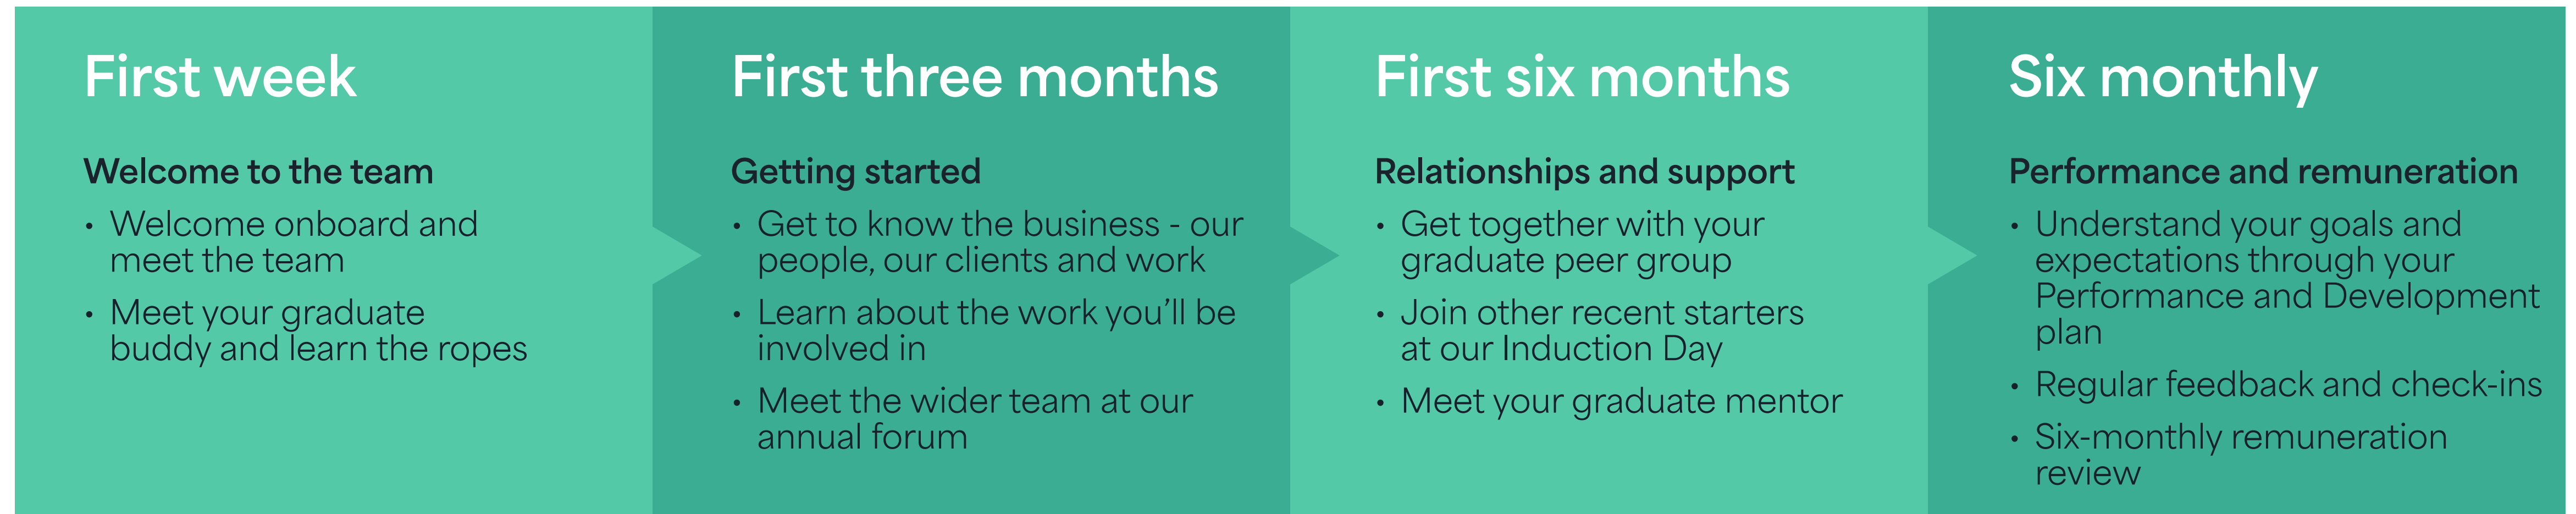 First week
Welcome to the team
• Welcome onboard and
meet the team
• Meet your graduate
buddy and learn the ropes
First three months
Getting started
• Get to know the business - our
people, our clients and work
• Learn about the work you’ll be
involved in
• Meet the wider team at our
annual forum
First six months
Relationships and support
• Get together with your
graduate peer group
• Join other recent starters
at our Induction Day
• Meet your graduate mentor
Six monthly
Performance and remuneration
• Understand your goals and
expectations through your
Performance and Development
plan
• Regular feedback and check-ins
• Six-monthly remuneration
review